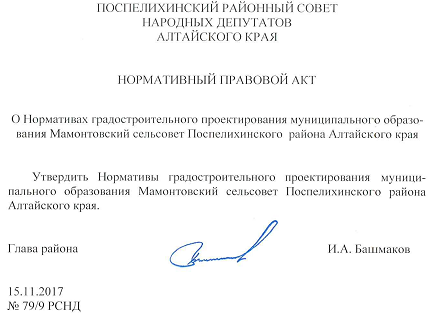 ПОСПЕЛИХИНСКИЙ РАЙОННЫЙ СОВЕТ
НАРОДНЫХ ДЕПУТАТОВ
АЛТАЙСКОГО КРАЯ
НОРМАТИВНЫЙ ПРАВОВОЙ АКТ
О Нормативах градостроительного проектирования муниципального образо-
вания Мамонтовский сельсовет Поспелихинского района Алтайского края
Утвердить Нормативы градостроительного проектирования муници-
пального образования Мамонтовский сельсовет Поспелихинского района
Алтайского края.
Глава района И.А. Башмаков
15.11.2017
№ 79/9 РСНД